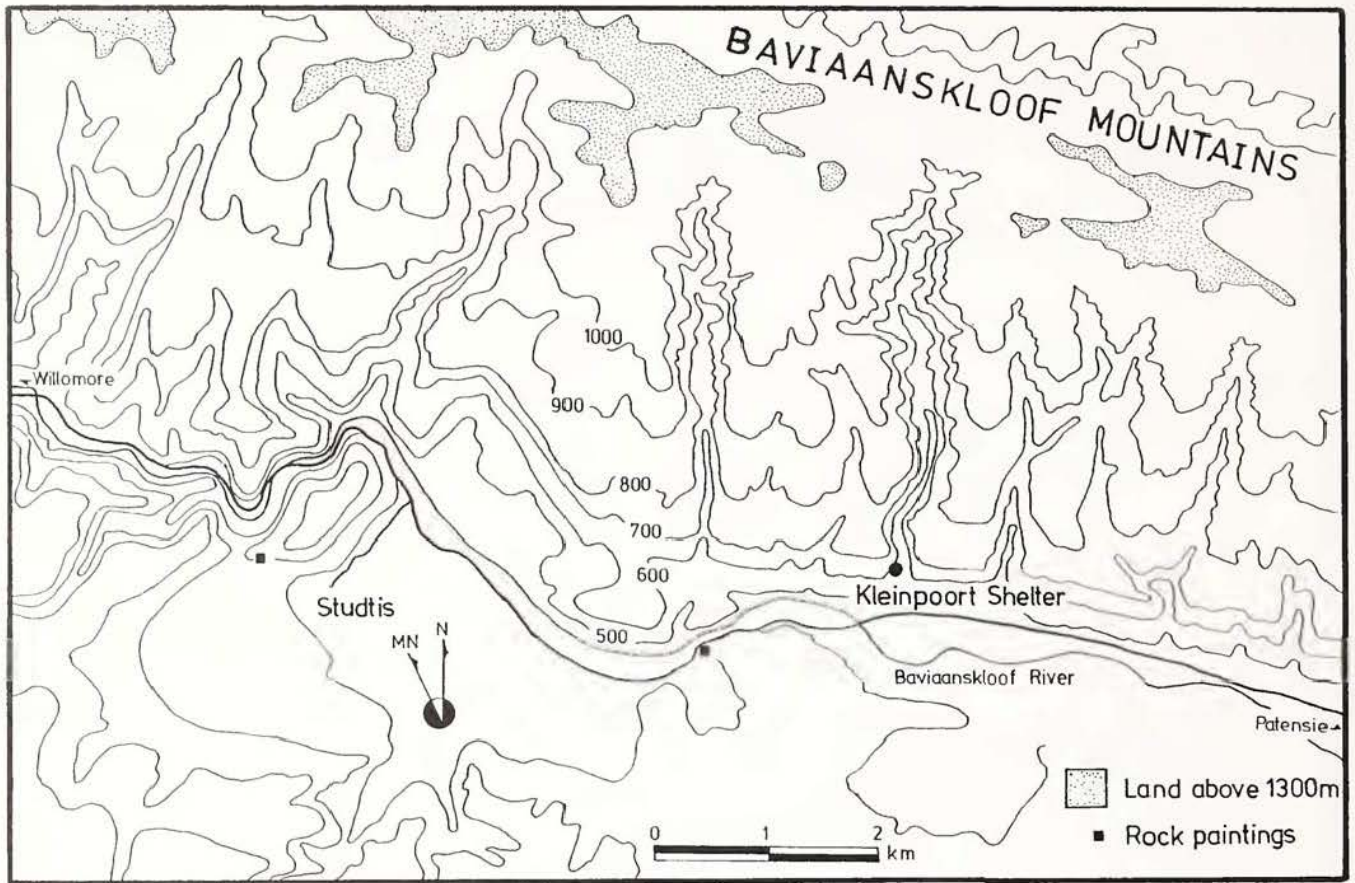 BAVIAANSKLOOF MOUNTAINS
Willomore
1000
900
800
700
600
500
Kleinpoort Shelter
Studtis
MN
N
Baviaanskloof River
Patensie
Land above 1300m
Rock paintings
0 1 2
km